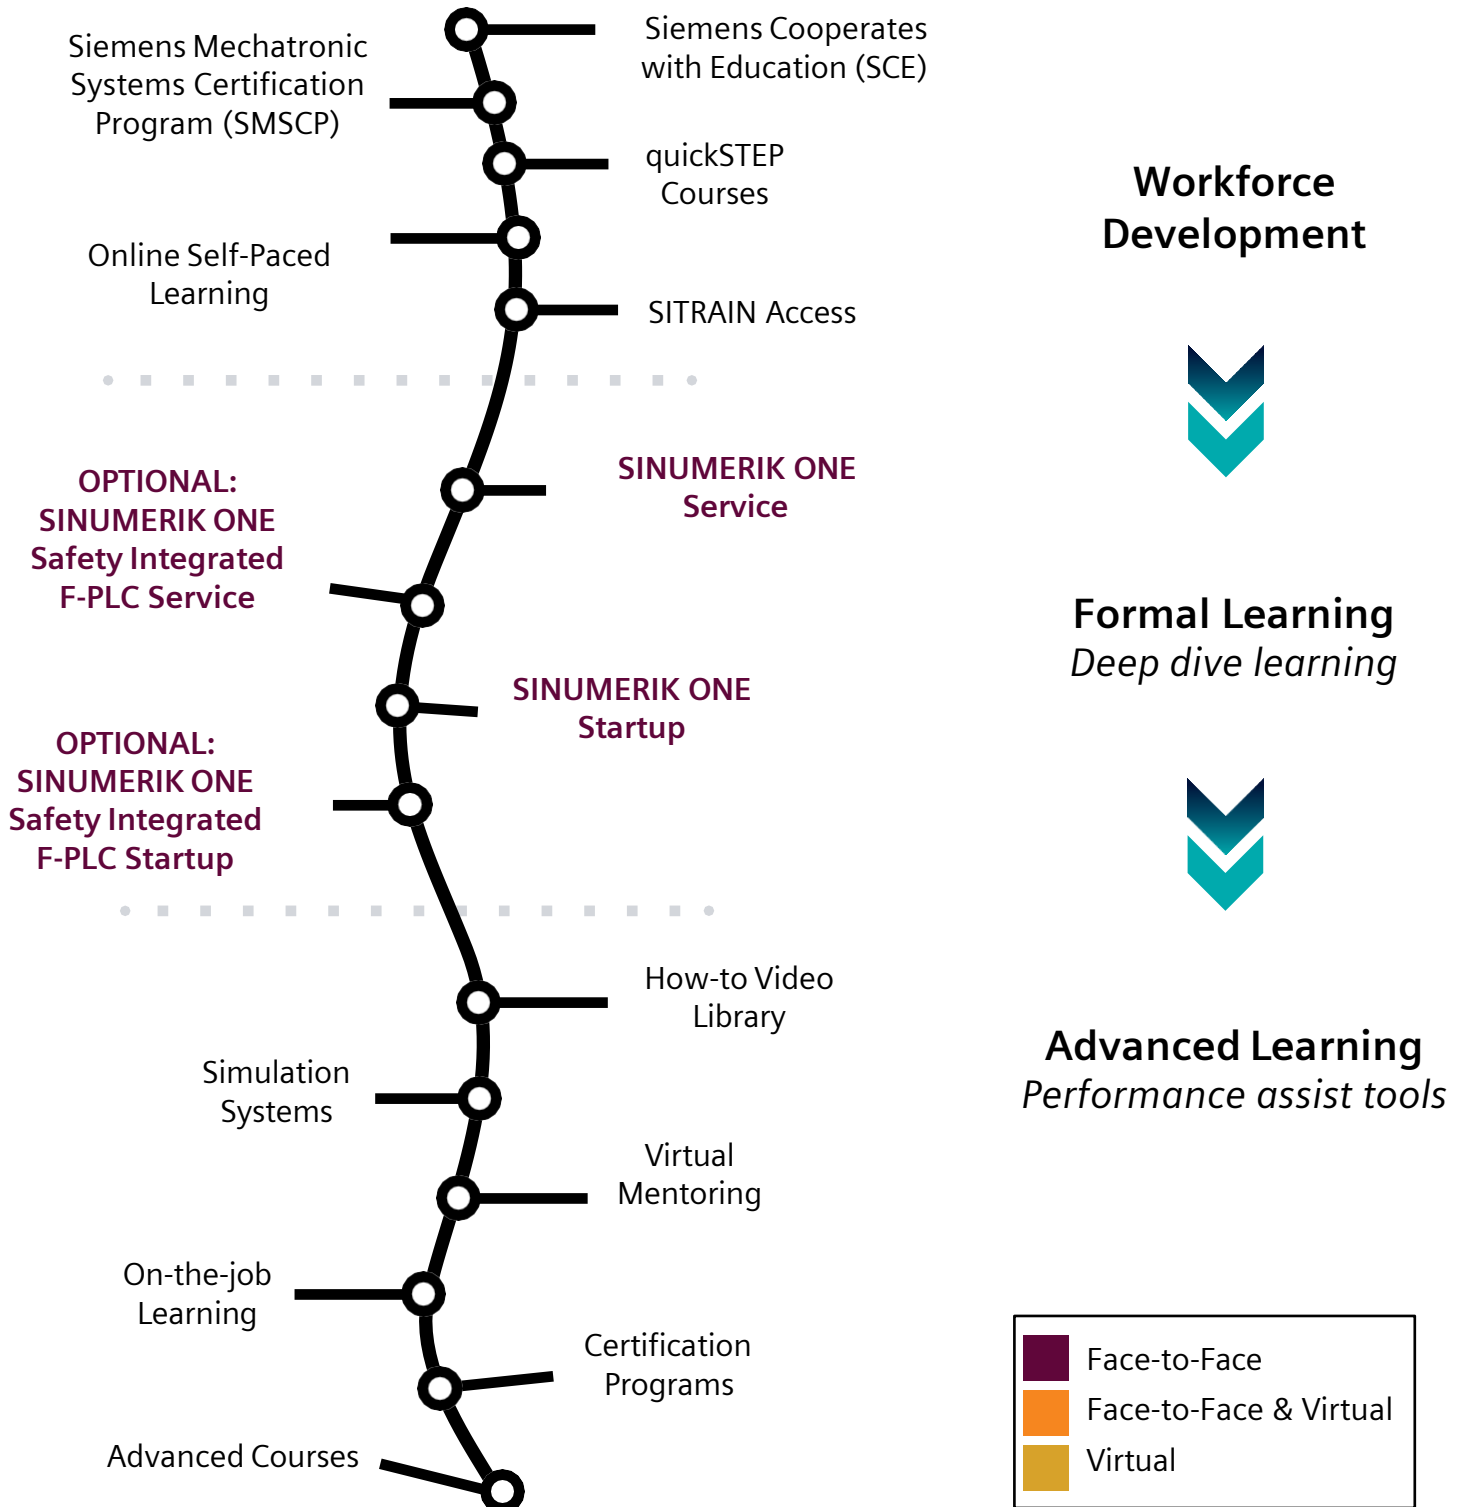 Siemens Cooperates
with Education (SCE)
Siemens Mechatronic
Systems Certification
Program (SMSCP)
quickSTEP
Courses
Online Self-Paced
Learning
SITRAIN Access
Workforce
Development
SINUMERIK ONE
Service
OPTIONAL:
SINUMERIK ONE
Safety Integrated
F-PLC Service
SINUMERIK ONE
Startup
OPTIONAL:
SINUMERIK ONE
Safety Integrated
F-PLC Startup
Formal Learning
Deep dive learning
How-to Video
Library
Simulation
Systems
Virtual
Mentoring
On-the-job
Learning
Certification
Programs
Advanced Courses
Advanced Learning
Performance assist tools
Face-to-Face
Face-to-Face & Virtual
Virtual